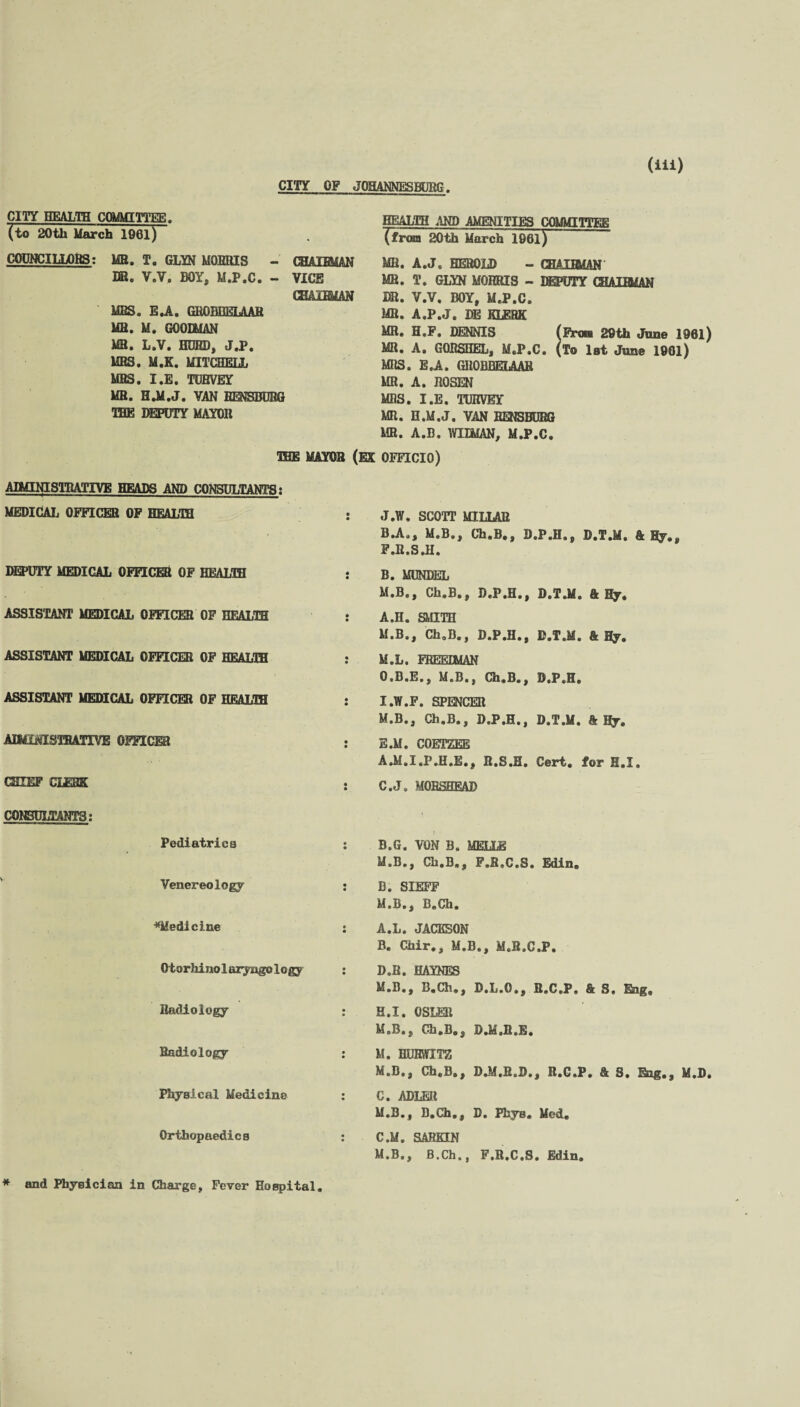 (iii)
CITY OF JOHANNESBURG.
CITY HEALTH COMMITTEE.
(to 20th March 1961)
COUNCILLORS: MR. T. GLYN MORRIS - CHAIRMAN
DR. V.V. BOY, M.P.C. - VICE
CHAIRMAN
MRS. E.A. GROBBELAAR
MR. M. GOODMAN
MR. L.V. HURD, J.P.
MRS. M.K. MITCHELL
MRS. I.E. TURVEY
MR. H.M.J. VAN RENSBURG
THE DEPUTY MAYOR
HEALTH AND AMENITIES COMMITTEE
(from 20th March 1961)
MR. A.J. HEROLD - CHAIRMAN
MR. T. GLYN MORRIS - DEPUTY CHAIRMAN
DR. V.V. BOY, M.P.C.
MR. A.P.J. DE KLERK
MR. H.F. DENNIS (From 29th June 1961)
MR. A. GORSHEL, M.P.C. (To 1st June 1961)
MRS. E.A. GROBBELAAR
MR. A. ROSEN
MRS. I.E. TURVEY
MR. H.M.J. VAN RENSBURG
MR. A.B. WIDMAN, M.P.C.
THE MAYOR (EX OFFICIO)
ADMINISTRATIVE HEADS AND CONSULTANTS:
MEDICAL OFFICER OF HEALTH : J.W. SCOTT MILLAR
B.A., M.B., Ch.B., D.P.H., D.T.M. & Hy.,
F.R.S.H.
DEPUTY MEDICAL OFFICER OF HEALTH : B. MUNDEL
M.B., Ch.B., D.P.H., D.T.M. & Hy.
ASSISTANT MEDICAL OFFICER OF HEALTH : A.H. SMITH
M.B., Ch.B., D.P.H., D.T.M. & Hy.
ASSISTANT MEDICAL OFFICER OF HEALTH : M.L. FREEDMAN
O.B.E., M.B., Ch.B., D.P.H.
ASSISTANT MEDICAL OFFICER OF HEALTH : I.W.F. SPENCER
M.B., Ch.B., D.P.H., D.T.M. & Hy.
ADMINISTRATIVE OFFICER : E.M. COETZEE
A.M.I.P.H.E., R.S.H. Cert. for H.I.
CHIEF CLERK : C.J. MORSHEAD
CONSULTANTS:
Pediatrics : B.G. VON B. MELLE
M.B., Ch.B., F.R.C.S. Edin.
Venereology : B. SIEFF
M.B., B.Ch.
*Medicine : A.L. JACKSON
B. Chir., M.B., M.R.C.P.
Otorhinolaryngology : D.R. HAYNES
M.B., B.Ch., D.L.O., R.C.P. & S. Eng.
Radiology : H.I. OSLER
M.B., Ch.B., D.M.R.E.
Radiology : M. HURWITZ
M.B., Ch.B., D.M.R.D., R.C.P. & S. Eng., M.D.
Physical Medicine : C. ADLER
M.B., B.Ch., D. Phys. Med.
Orthopaedics : C.M. SARKIN
M.B., B.Ch., F.R.C.S. Edin.
* and Physician in Charge, Fever Hospital.